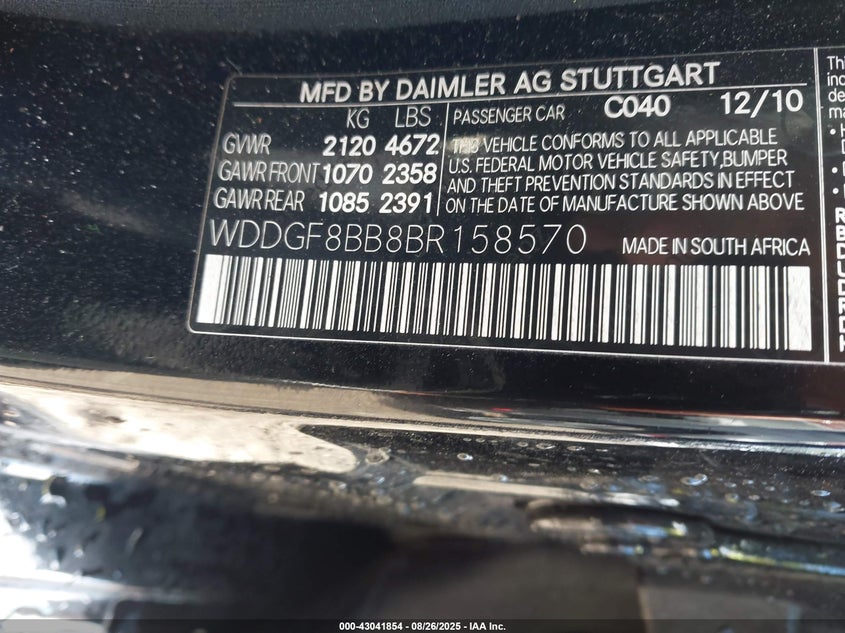 MFD BY DAIMLER AG STUTTGART
KG LBS
GVWR 2120 4672
GAWR FRONT 1070 2358
GAWR REAR 1085 2391
PASSENGER CAR C040 12/10
THIS VEHICLE CONFORMS TO ALL APPLICABLE
U.S. FEDERAL MOTOR VEHICLE SAFETY, BUMPER
AND THEFT PREVENTION STANDARDS IN EFFECT
ON THE DATE OF MANUFACTURE SHOWN ABOVE
WDDGF8BB8BR158570 MADE IN SOUTH AFRICA
000-43041854 - 08/26/2025 - IAA Inc.